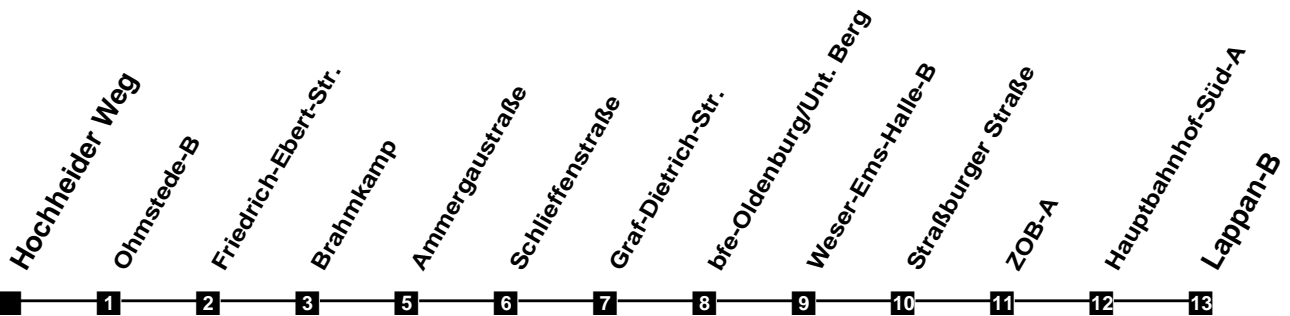 Hochheider Weg
Ohmstede-B
Friedrich-Ebert-Str.
Brahmkamp
Ammergaustraße
Schlieffenstraße
Graf-Dietrich-Str.
bfe-Oldenburg/Unt. Berg
Weser-Ems-Halle-B
Straßburger Straße
ZOB-A
Hauptbahnhof-Süd-A
Lappan-B
1 2 3 5 6 7 8 9 10 11 12 13